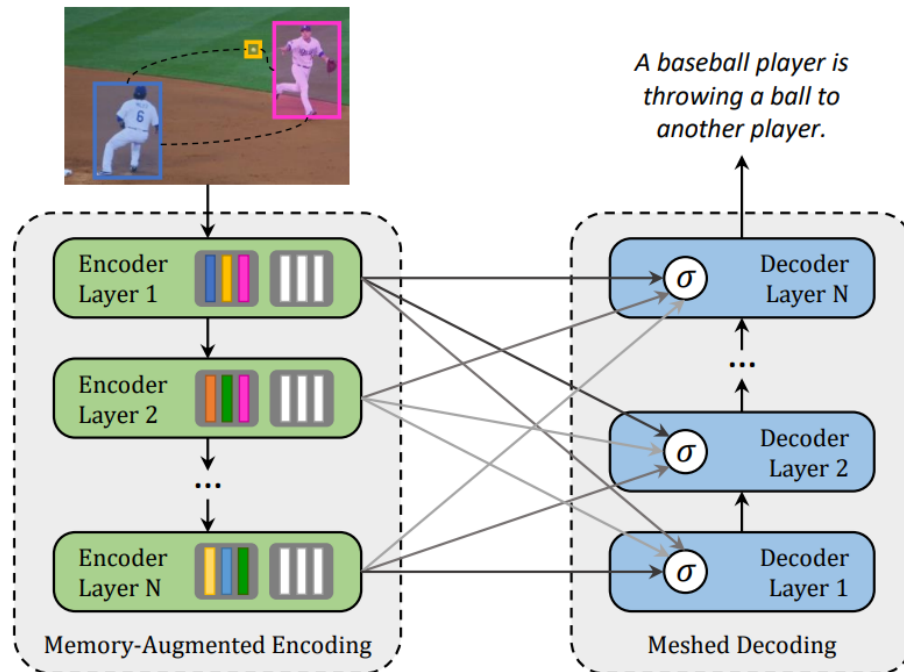 6
A baseball player is
throwing a ball to
another player.
Encoder
Layer 1
Encoder
Layer 2
...
Encoder
Layer N
Memory-Augmented Encoding
σ
Decoder
Layer N
...
σ
Decoder
Layer 2
σ
Decoder
Layer 1
Meshed Decoding